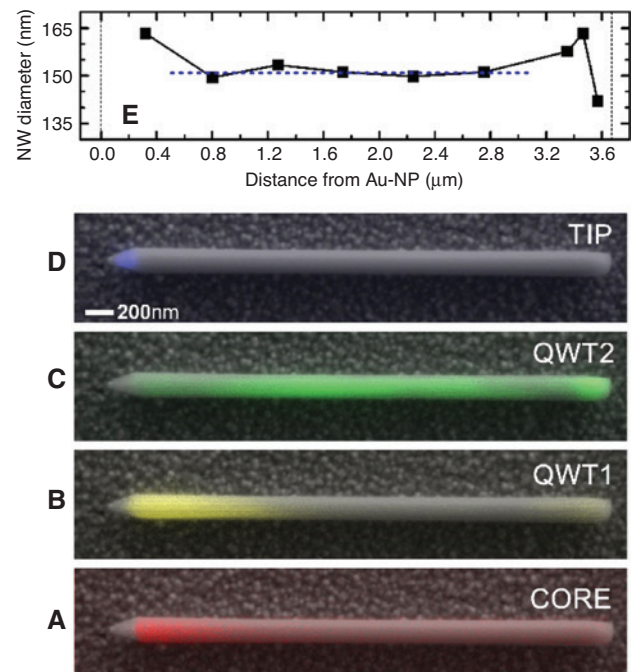 165
150
135
NW diameter (nm)
E
0.0 0.4 0.8 1.2 1.6 2.0 2.4 2.8 3.2 3.6
Distance from Au-NP (μm)
D
TIP
200nm
C
QWT2
B
QWT1
A
CORE